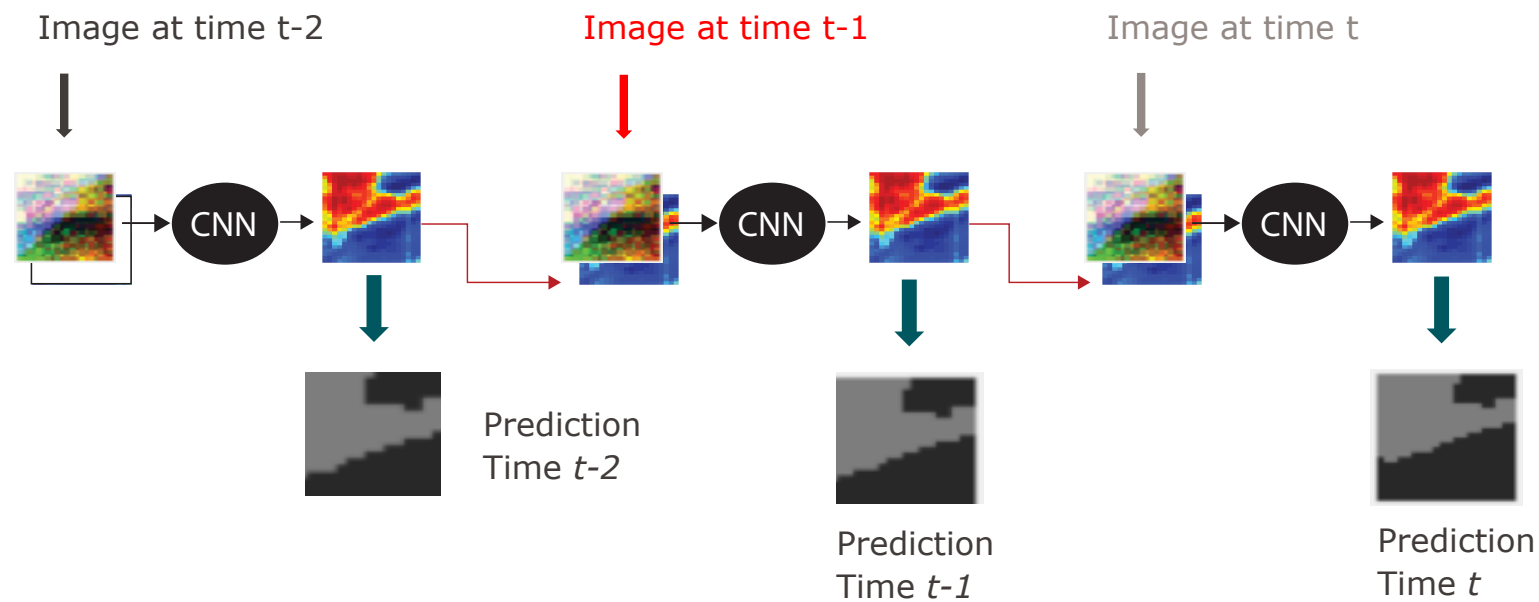 Image at time t-2
Image at time t-1
Image at time t
CNN
CNN
CNN
Prediction
Time t-2
Prediction
Time t-1
Prediction
Time t